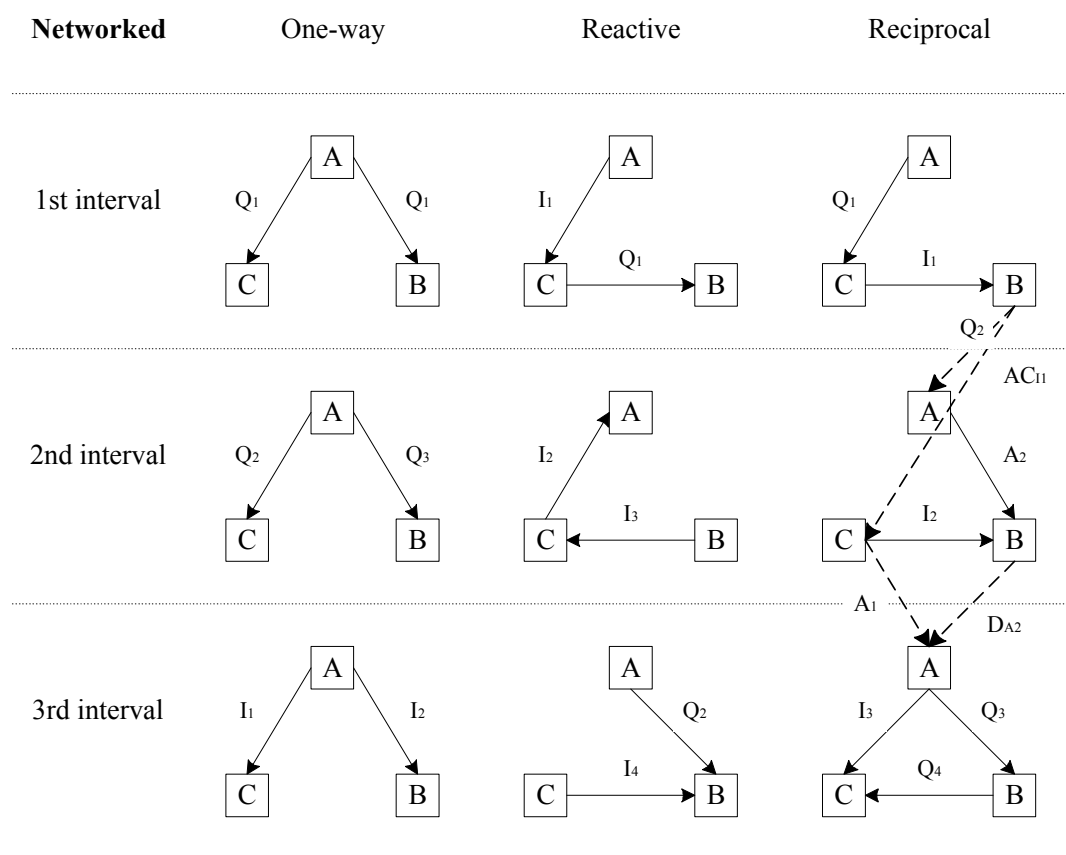 Networked One-way Reactive Reciprocal
A A A
1st interval Q1 Q1 I1 Q1
Q1 I1
C B C B C B
Q2
AC I1
A A A
2nd interval Q2 Q3 I2 A2
I3 I2
C B C B C B
A1
D A2
A A A
3rd interval I1 I2 Q2 I3 Q3
I4 Q4
C B C B C B